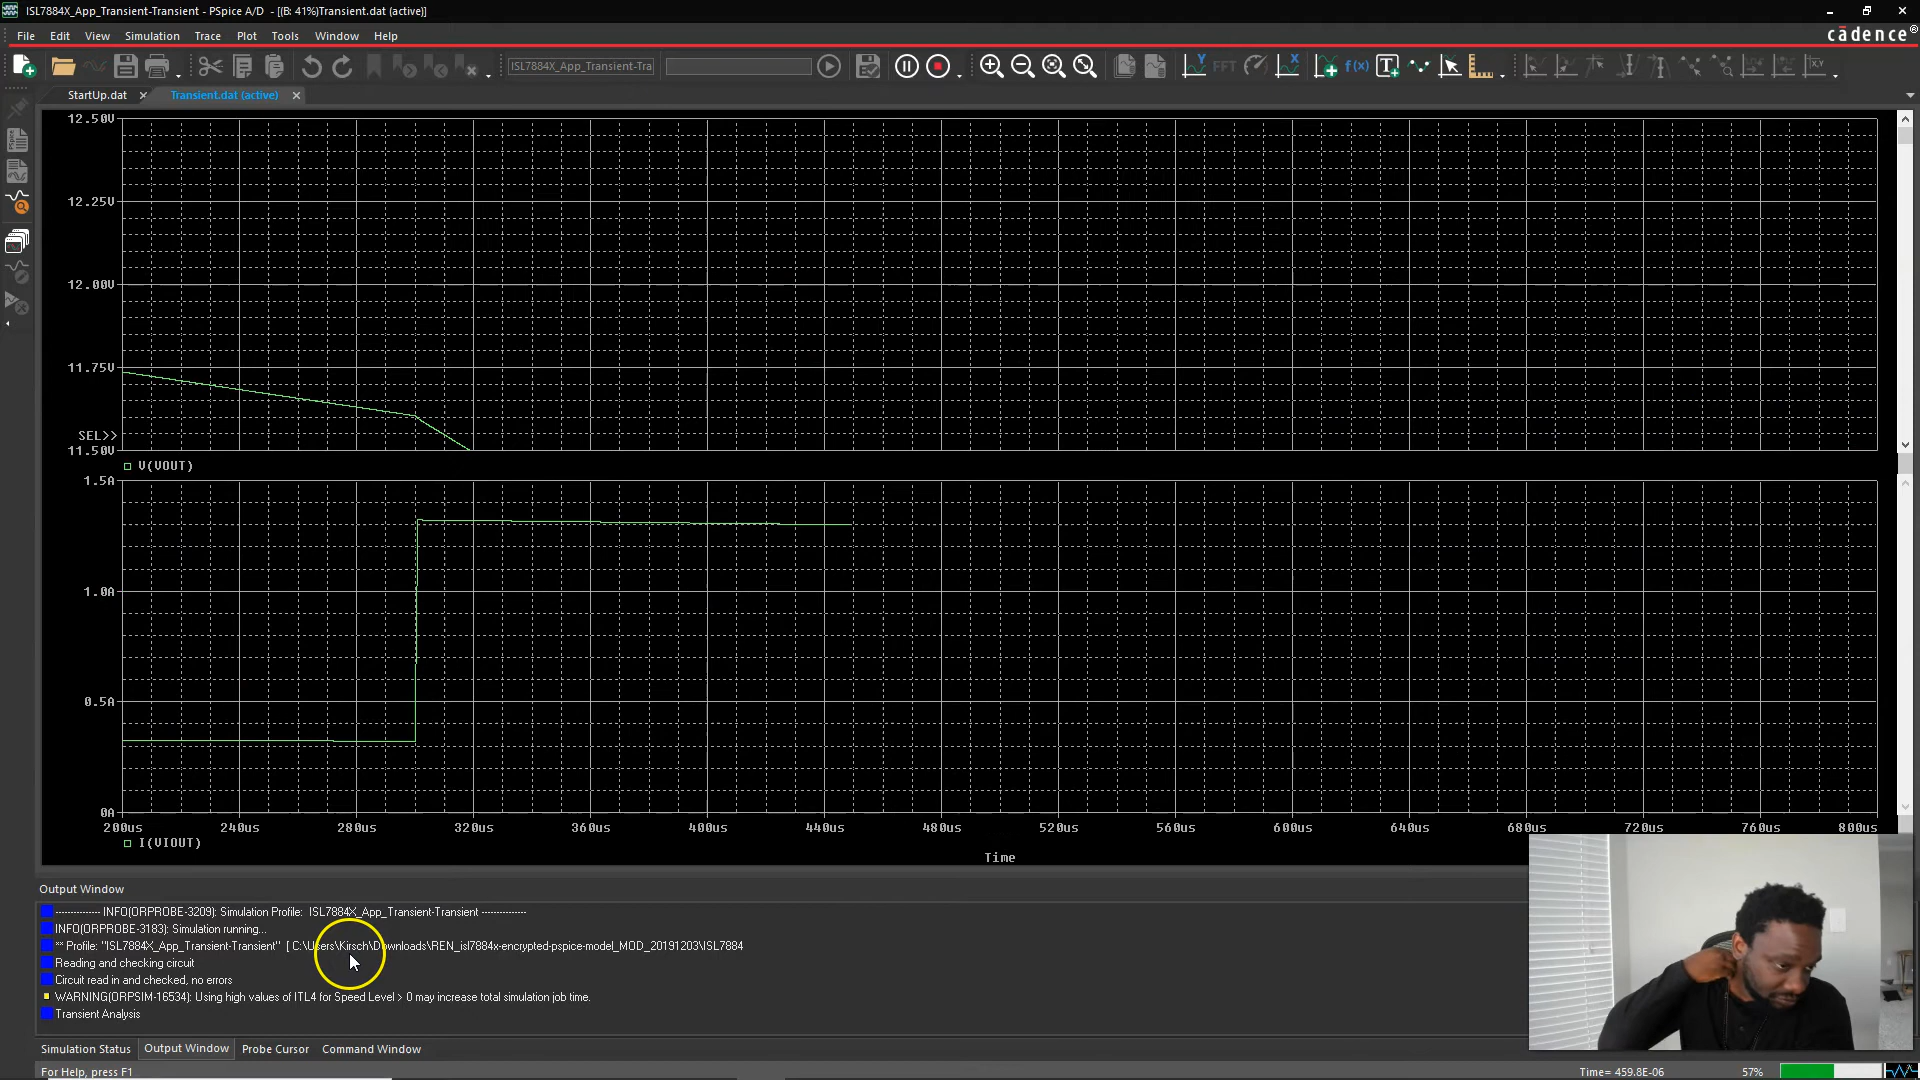 ISL7884X_App_Transient-Transient - PSpice A/D - [(B: 41%)Transient.dat (active)]
File Edit View Simulation Trace Plot Tools Window Help
cādence®
ISL7884X_App_Transient-Tra
FFT
f(x)
StartUp.dat
Transient.dat (active)
12.50V
12.25V
12.00V
11.75V
SEL>>
11.50V
V(VOUT)
1.5A
1.0A
0.5A
0A
200us 240us 280us 320us 360us 400us 440us 480us 520us 560us 600us 640us 680us 720us 760us 800us
I(VIOUT)
Time
Output Window
-------------- INFO(ORPROBE-3209): Simulation Profile: ISL7884X_App_Transient-Transient --------------
INFO(ORPROBE-3183): Simulation running...
** Profile: "ISL7884X_App_Transient-Transient" [ C:\Users\Kirsch\Downloads\REN_isl7884x-encrypted-pspice-model_MOD_20191203\ISL7884
Reading and checking circuit
Circuit read in and checked, no errors
WARNING(ORPSIM-16534): Using high values of ITL4 for Speed Level > 0 may increase total simulation job time.
Transient Analysis
Simulation Status Output Window Probe Cursor Command Window
For Help, press F1
Time= 459.8E-06 57%